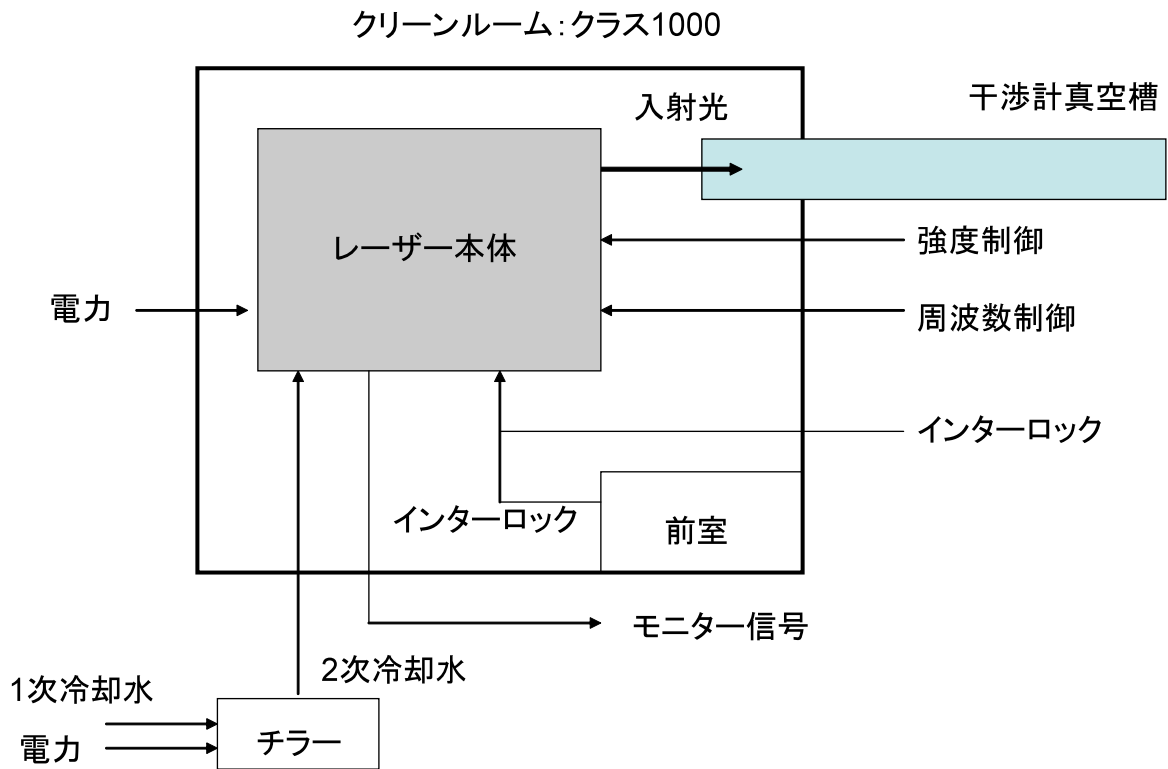 クリーンルーム：クラス1000
干渉計真空槽
入射光
レーザー本体
強度制御
電力
周波数制御
インターロック
インターロック
前室
モニター信号
2次冷却水
1次冷却水
電力
チラー